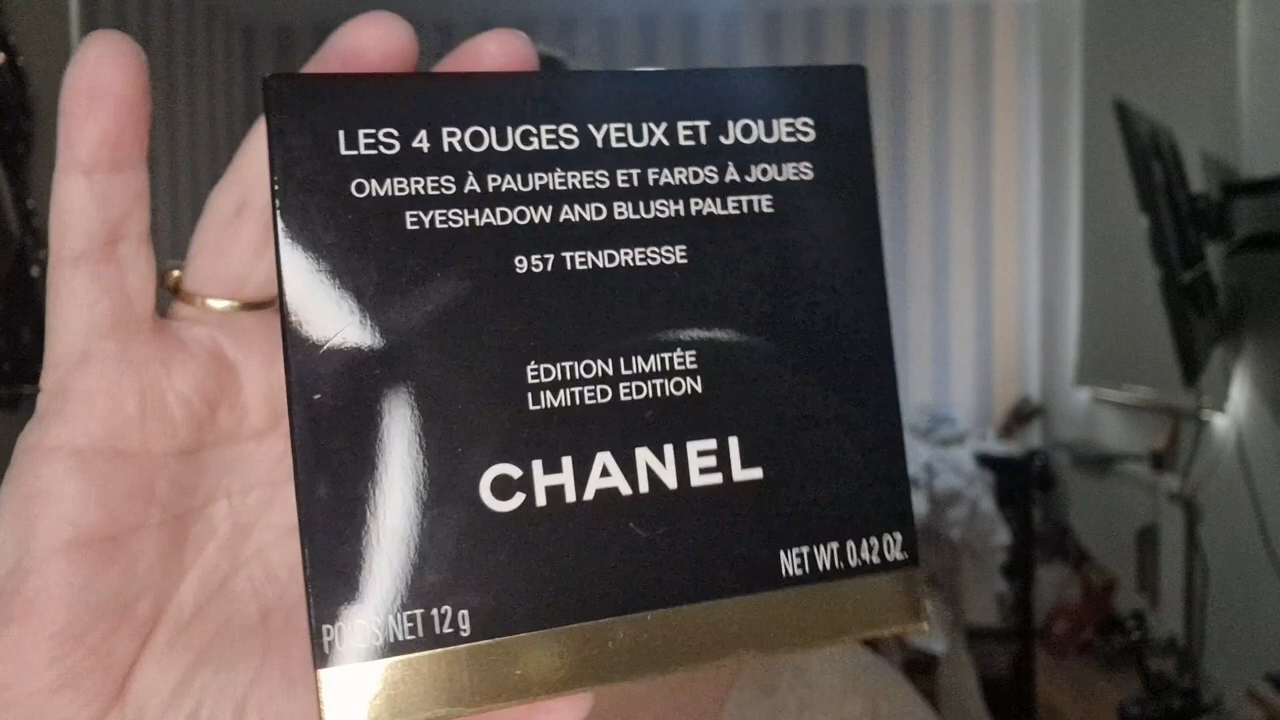 LES 4 ROUGES YEUX ET JOUES
OMBRES À PAUPIÈRES ET FARDS À JOUES
EYESHADOW AND BLUSH PALETTE
957 TENDRESSE
ÉDITION LIMITÉE
LIMITED EDITION
CHANEL
NET WT. 0.42 OZ.
POIDS NET 12 g